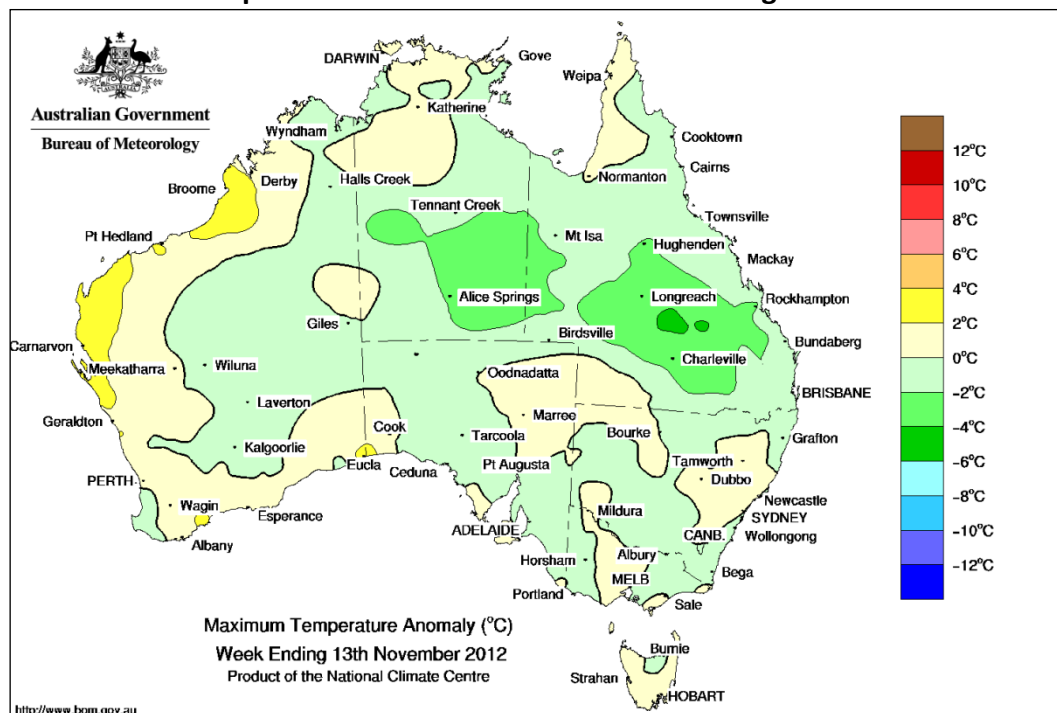 Australian Government
Bureau of Meteorology
DARWIN
Gove
Weipa
Katherine
Wyndham
Cooktown
Cairns
Derby
Halls Creek
Normanton
Broome
Tennant Creek
Townsville
Pt Hedland
Mt Isa
Hughenden
Mackay
Alice Springs
Longreach
Rockhampton
Giles
Birdsville
Bundaberg
Carnarvon
Meekatharra
Wiluna
Oodnadatta
Charleville
Laverton
BRISBANE
Geraldton
Cook
Marree
Kalgoorlie
Tarcoola
Bourke
Grafton
Eucla
Ceduna
Pt Augusta
Tamworth
PERTH
Dubbo
Wagin
Esperance
Mildura
Newcastle
SYDNEY
ADELAIDE
CANB.
Wollongong
Albany
Horsham
Albury
MELB
Bega
Portland
Sale
Burnie
Strahan
HOBART
12°C
10°C
8°C
6°C
4°C
2°C
0°C
-2°C
-4°C
-6°C
-8°C
-10°C
-12°C
Maximum Temperature Anomaly (°C)
Week Ending 13th November 2012
Product of the National Climate Centre
http://www.bom.gov.au